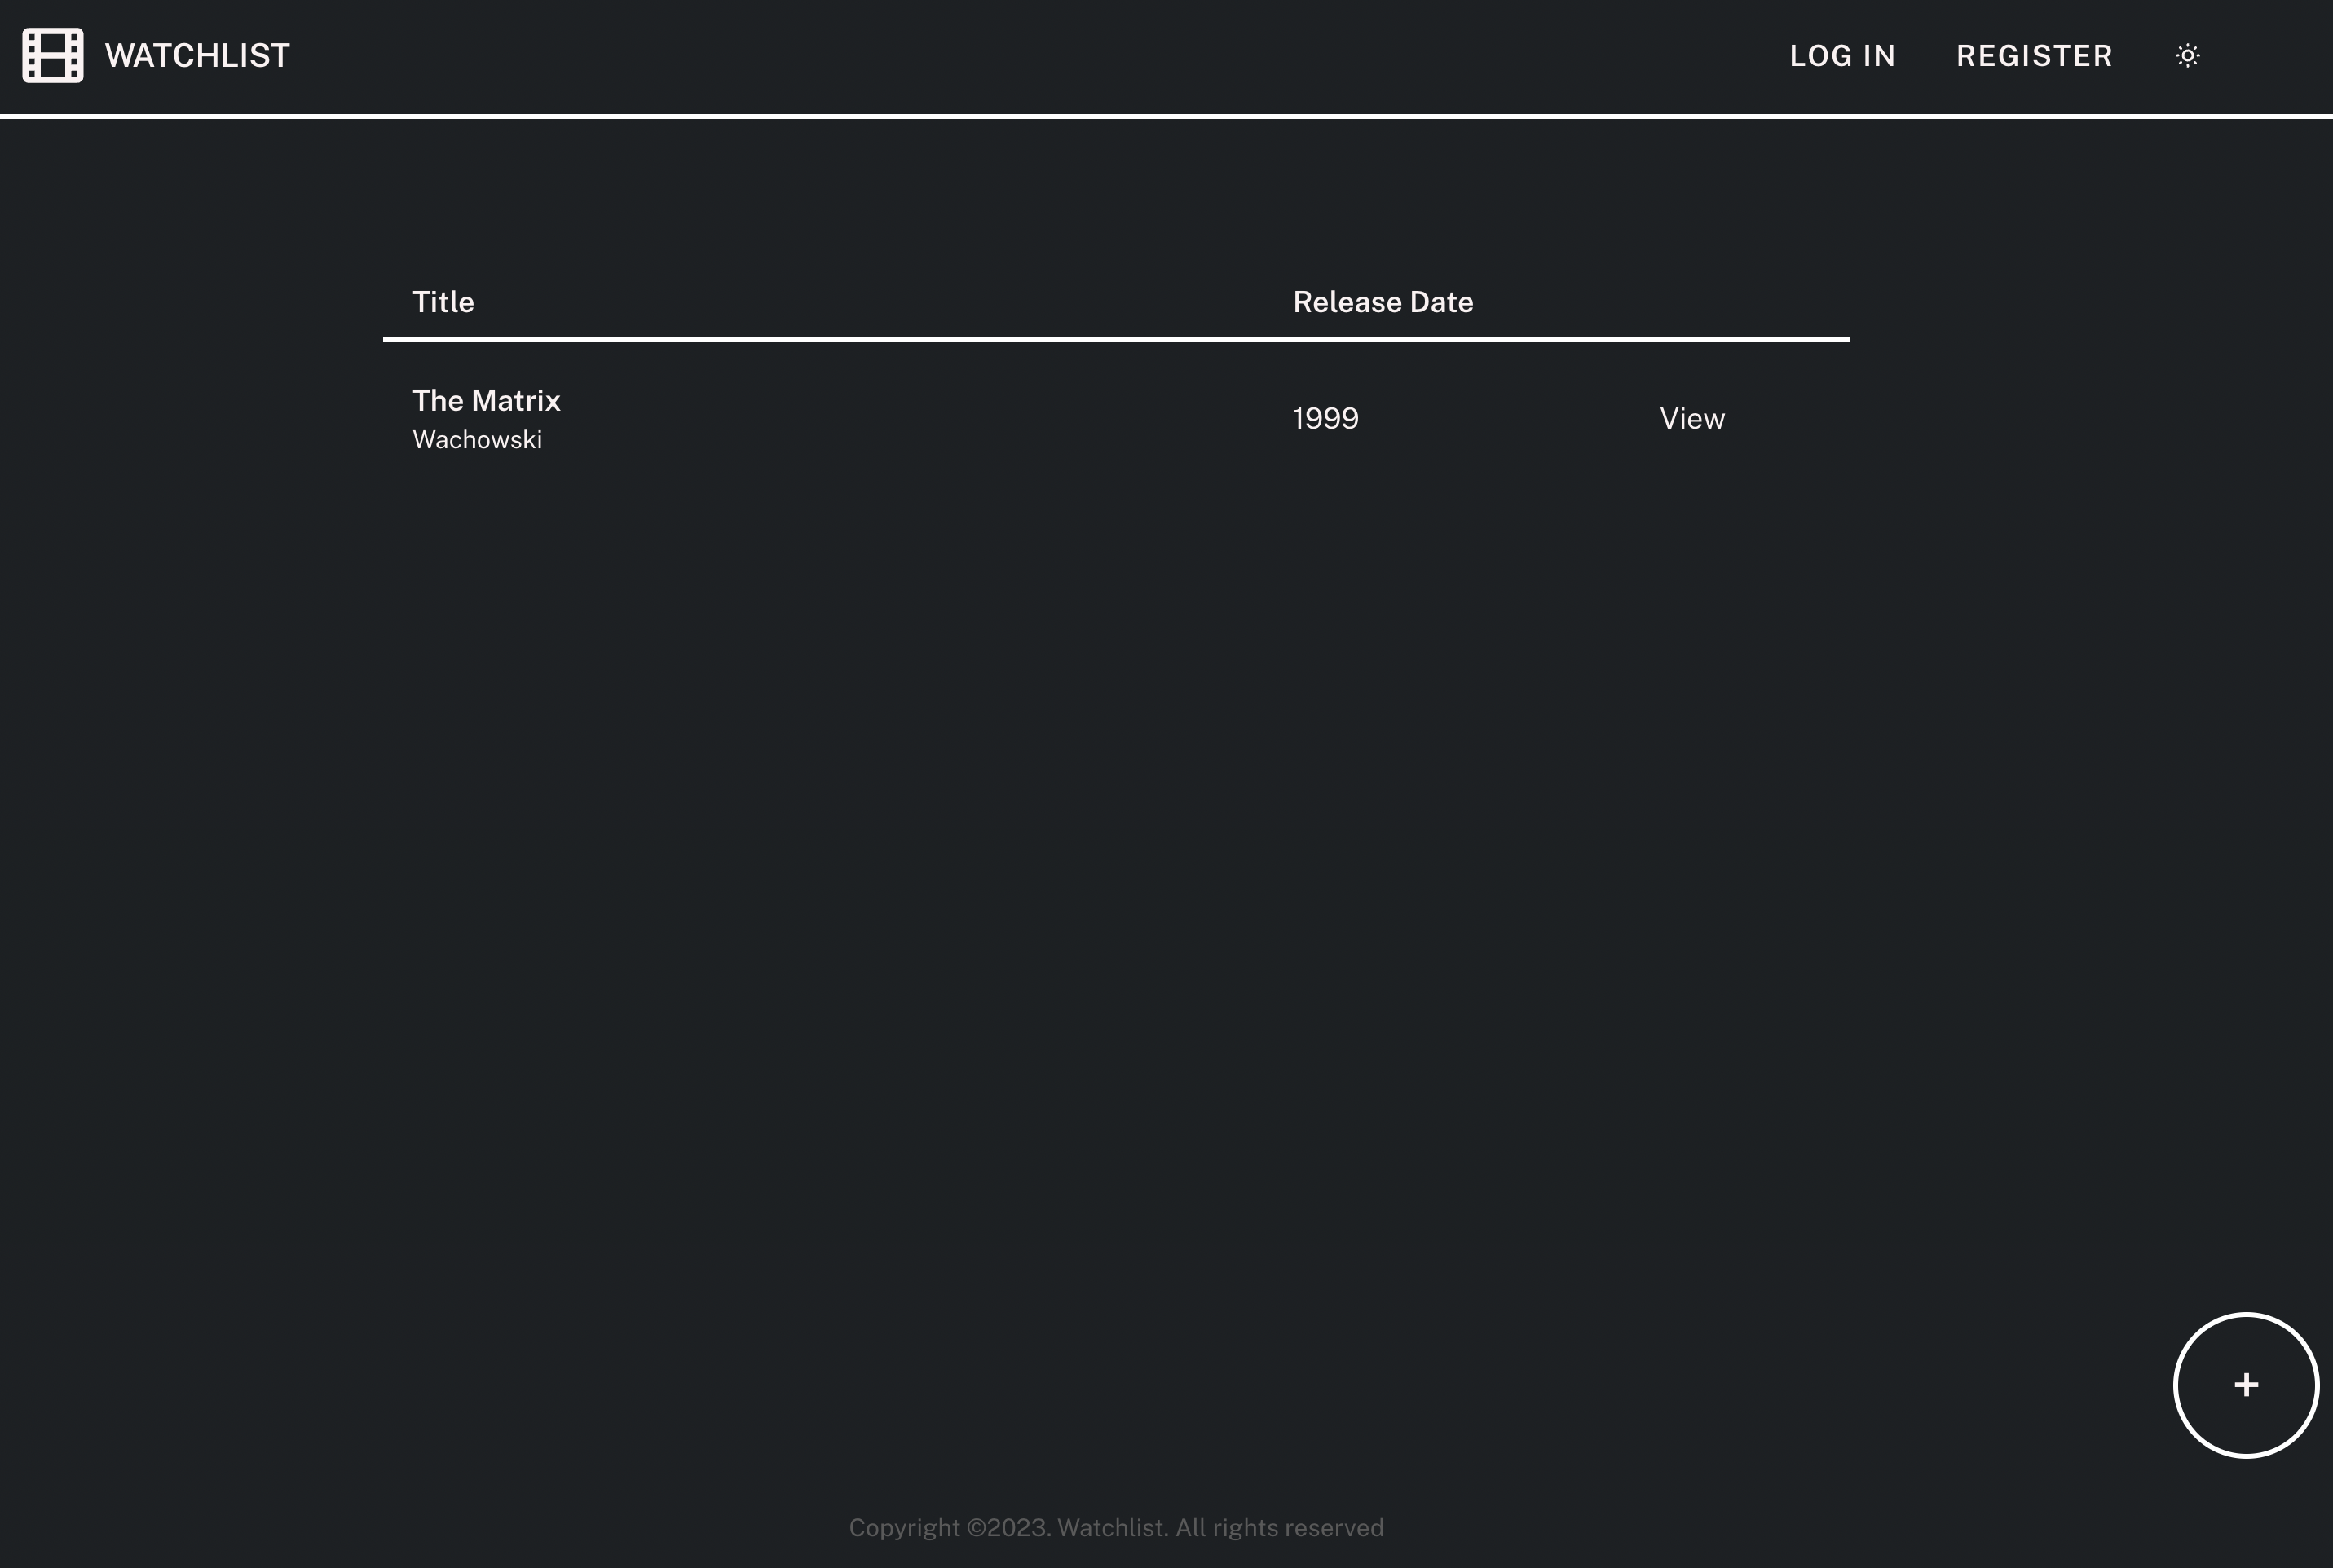 WATCHLIST
LOG IN REGISTER
Title Release Date
The Matrix
Wachowski
1999 View
+
Copyright ©2023. Watchlist. All rights reserved